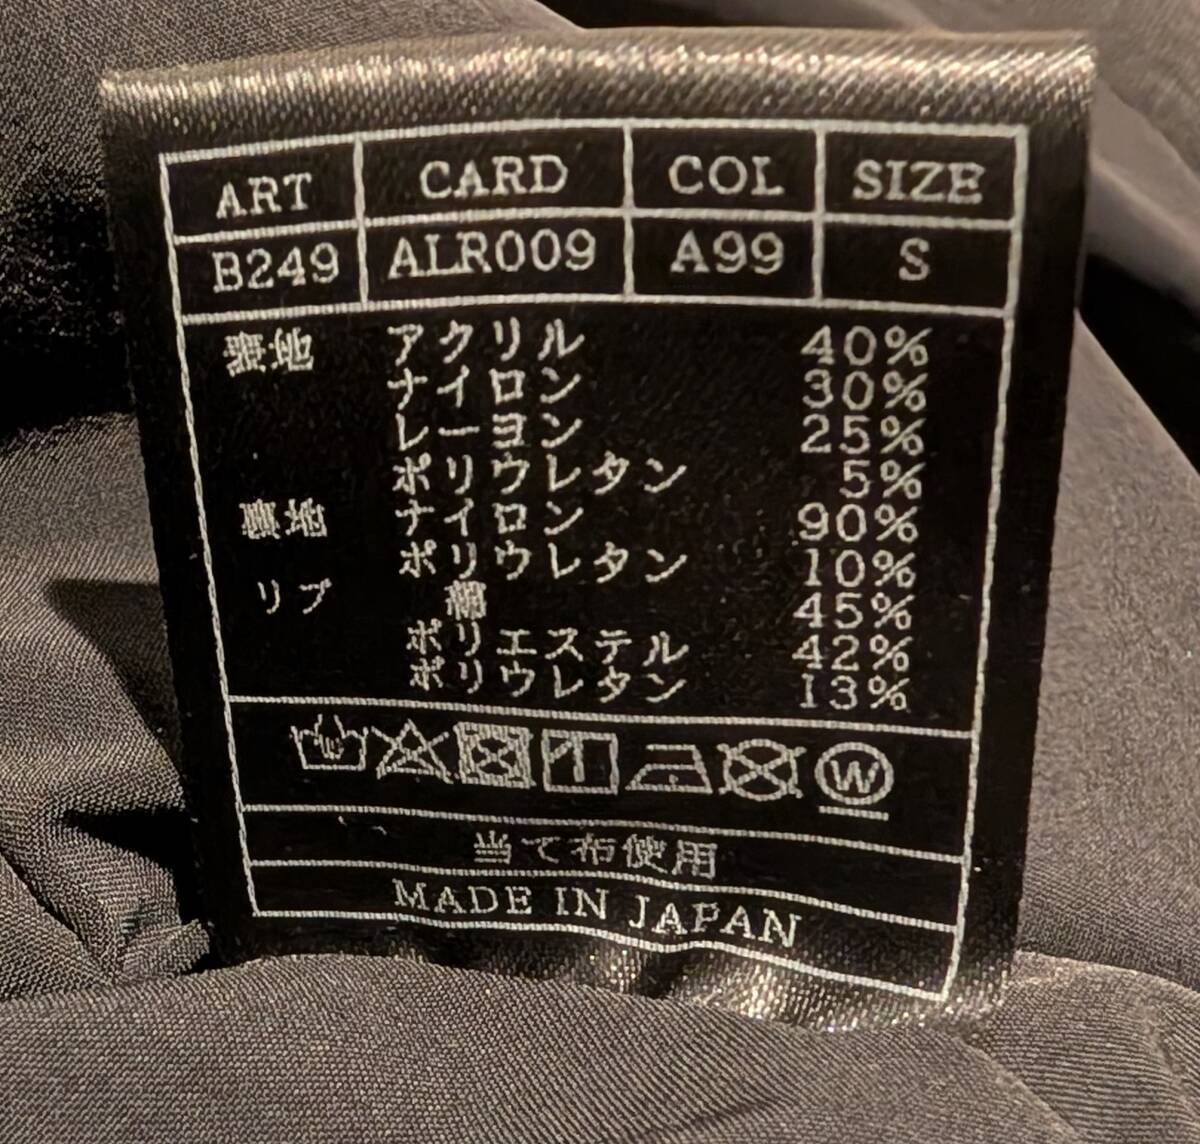 ART CARD COL SIZE
B249 ALR009 A99 S
表地 アクリル 40%
ナイロン 30%
レーヨン 25%
ポリウレタン 5%
裏地 ナイロン 90%
ポリウレタン 10%
リブ 綿 45%
ポリエステル 42%
ポリウレタン 13%
W
当て布使用
MADE IN JAPAN